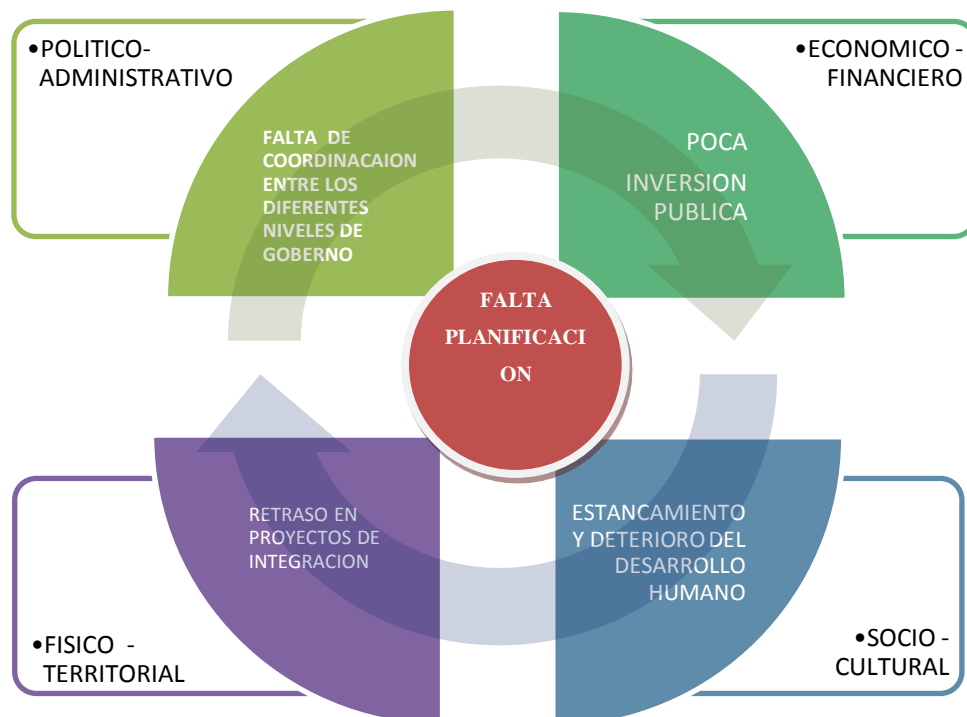 •POLITICO-
ADMINISTRATIVO
•ECONOMICO -
FINANCIERO
FALTA DE
COORDINACAION
ENTRE LOS
DIFERENTES
NIVELES DE
GOBERNO
POCA
INVERSION
PUBLICA
FALTA
PLANIFICACI
ON
RETRASO EN
PROYECTOS DE
INTEGRACION
ESTANCAMIENTO
Y DETERIORO DEL
DESARROLLO
HUMANO
•FISICO -
TERRITORIAL
•SOCIO -
CULTURAL